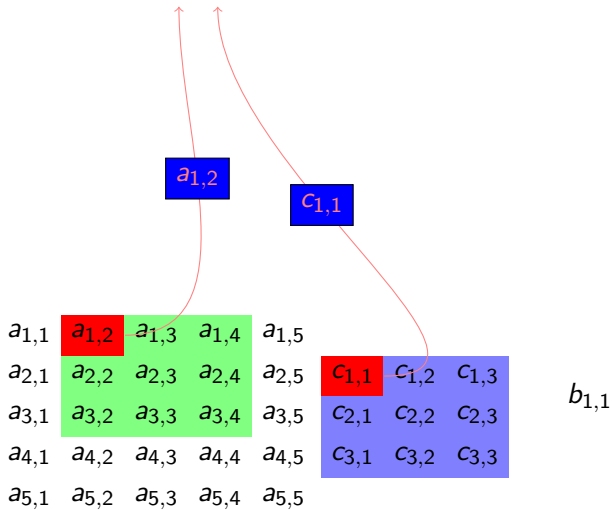 a1,2
c1,1
a1,1 a1,2 a1,3 a1,4 a1,5
a2,1 a2,2 a2,3 a2,4 a2,5
a3,1 a3,2 a3,3 a3,4 a3,5
a4,1 a4,2 a4,3 a4,4 a4,5
a5,1 a5,2 a5,3 a5,4 a5,5
c1,1 c1,2 c1,3
c2,1 c2,2 c2,3
c3,1 c3,2 c3,3
b1,1